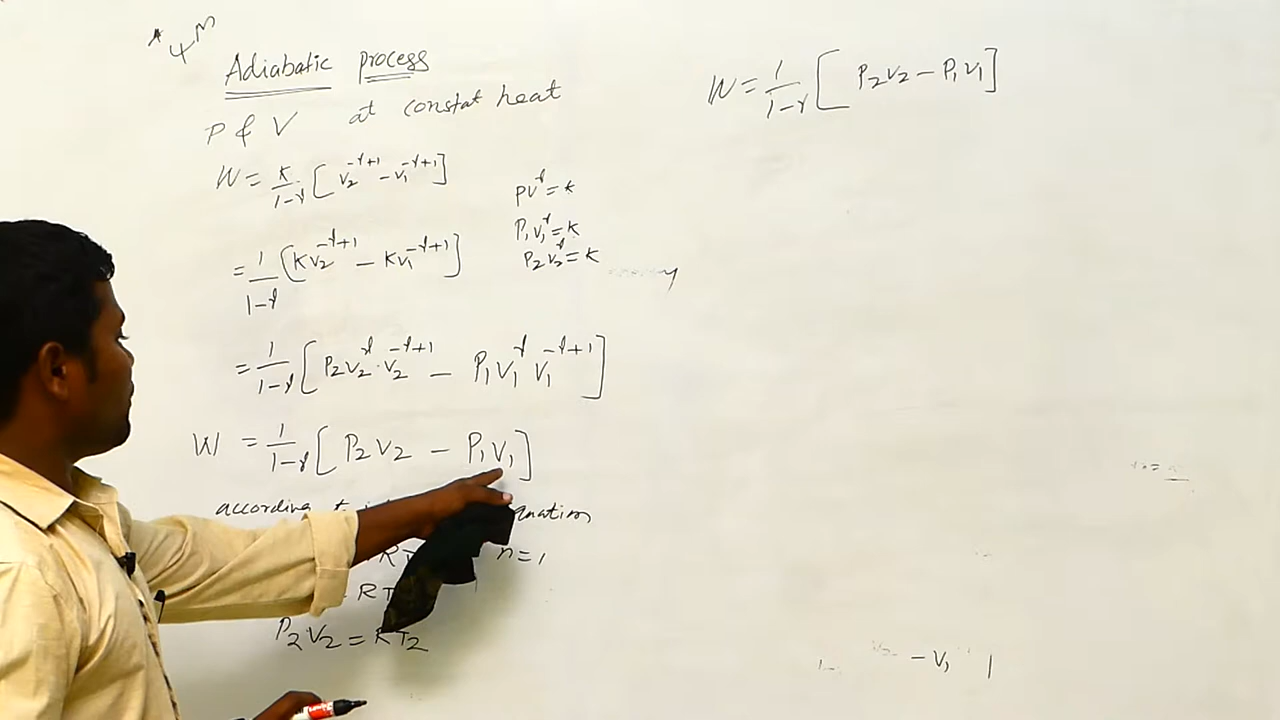 * 4M
Adiabatic process
P & V at constat heat
W = K/1-γ [V₂^-γ+1 - V₁^-γ+1]
PV^γ = K
P₁V₁^γ = K
P₂V₂^γ = K
= 1/1-γ [KV₂^-γ+1 - KV₁^-γ+1]
= 1/1-γ [P₂V₂^γ · V₂^-γ+1 - P₁V₁^γ V₁^-γ+1]
W = 1/1-γ [P₂V₂ - P₁V₁]
according
n = 1
P₂V₂ = RT₂
W = 1/1-γ [P₂V₂ - P₁V₁]
- V₁